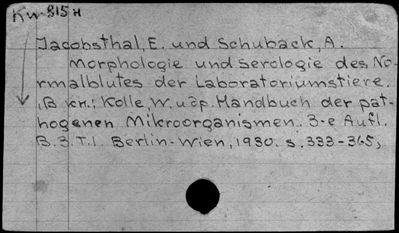 Kw 815 H
Jacobsthal, E. und Schuback, A.
Morphologie und Serologie des No-
rmalblutes der Laboratoriumstiere.
, В кн.: Kolle, W. и др. Handbuch der pat-
hogenen Mikroorganismen. 3-e Aufl.
B. 3. T. 1. Berlin-Wien, 1930. s. 333-365;